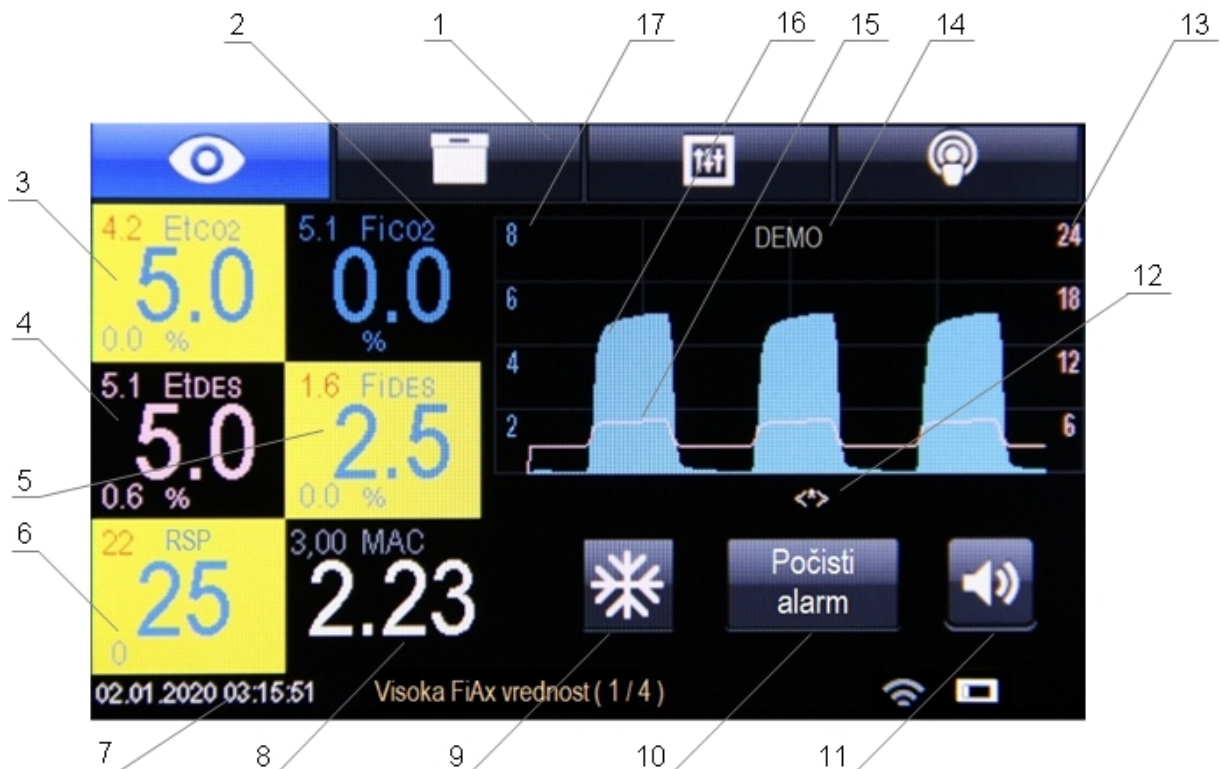 2 1 17 16 15 14 13
3
4.2 EtCO2 5.1 FiCO2 8 DEMO 24
5.0 0.0
0.0 % %
6 18
12
4 12
4
5.1 EtDES 1.6 FiDES
5.0 2.5 2 6
0.6 % 0.0 %
5
<*>
6
22 RSP 3,00 MAC
25 2.23
0
Počisti
alarm
02.01.2020 03:15:51 Visoka FiAx vrednost ( 1 / 4 )
7 8 9 10 11